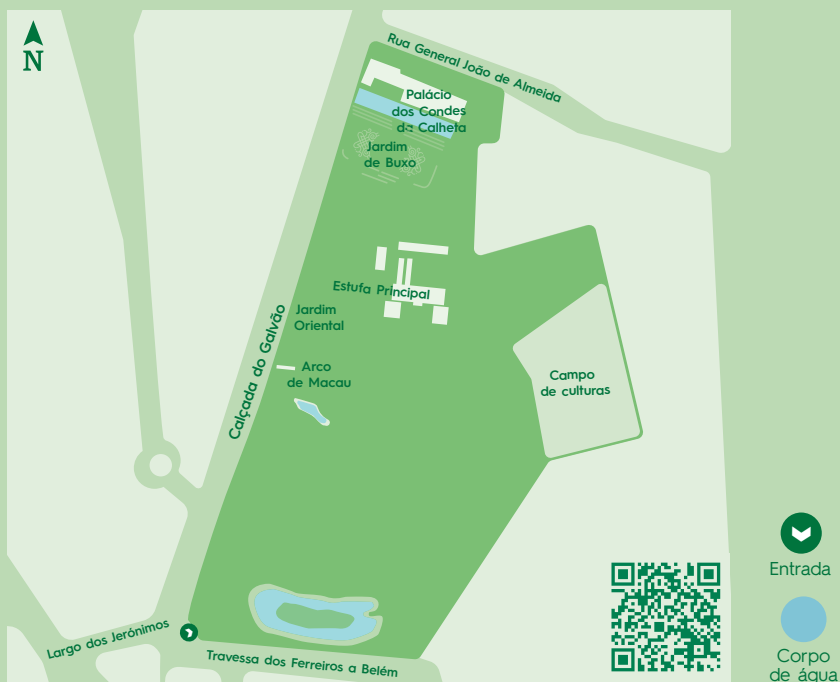 N
Rua General João de Almeida
Palácio
dos Condes
da Calheta
Jardim
de Buxo
Estufa Principal
Jardim
Oriental
Calçada do Galvão
Arco
de Macau
Campo
de culturas
Entrada
Largo dos Jerónimos
Travessa dos Ferreiros a Belém
Corpo
de água